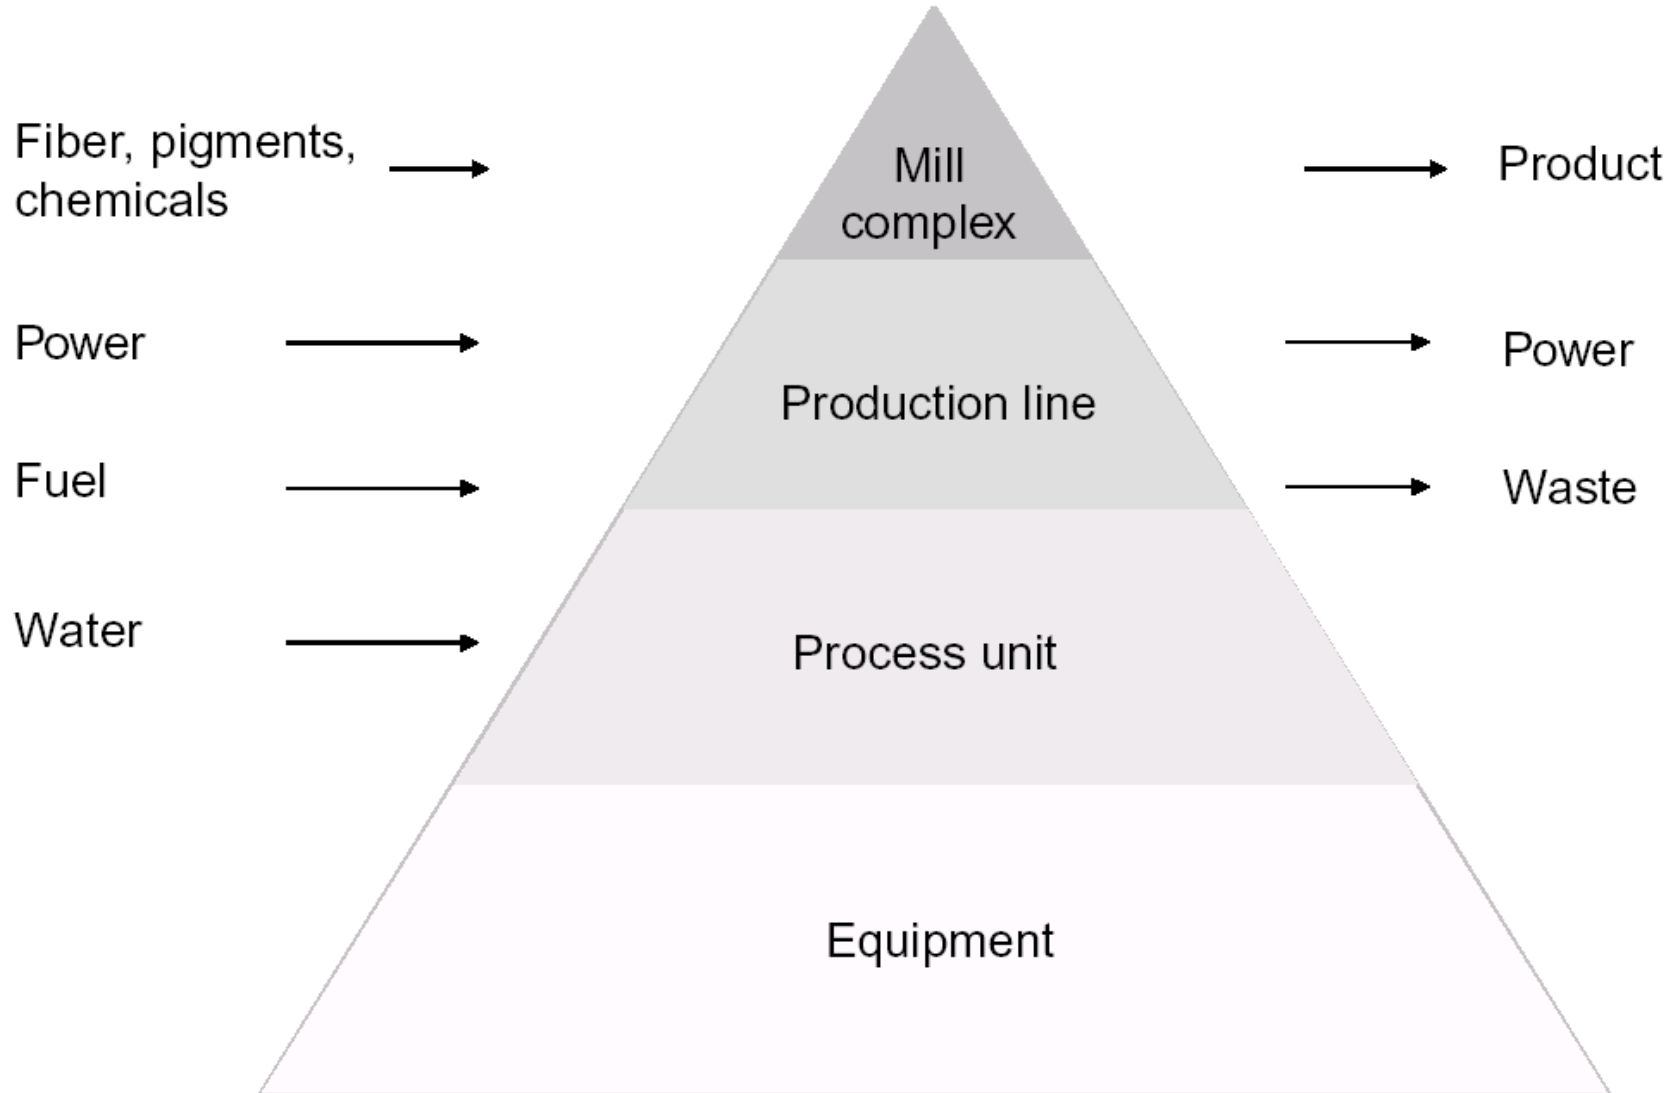 Fiber, pigments,
chemicals
Power
Fuel
Water
Mill
complex
Production line
Process unit
Equipment
Product
Power
Waste